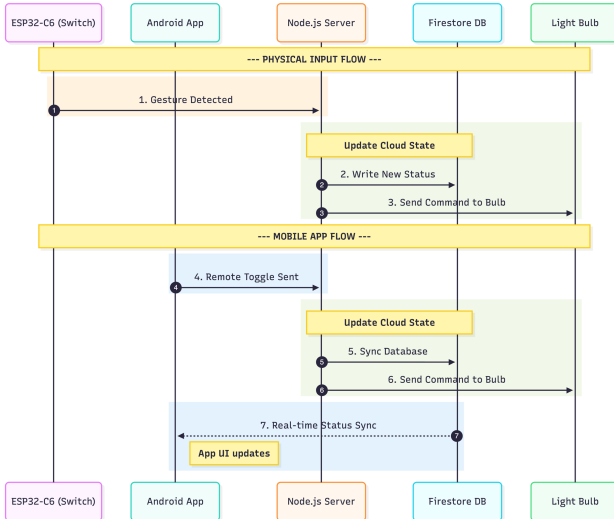 ESP32-C6 (Switch)
Android App
Node.js Server
Firestore DB
Light Bulb
--- PHYSICAL INPUT FLOW ---
1. Gesture Detected
1
Update Cloud State
2. Write New Status
2
3. Send Command to Bulb
3
--- MOBILE APP FLOW ---
4. Remote Toggle Sent
4
Update Cloud State
5. Sync Database
5
6. Send Command to Bulb
6
7. Real-time Status Sync
7
App UI updates
ESP32-C6 (Switch)
Android App
Node.js Server
Firestore DB
Light Bulb